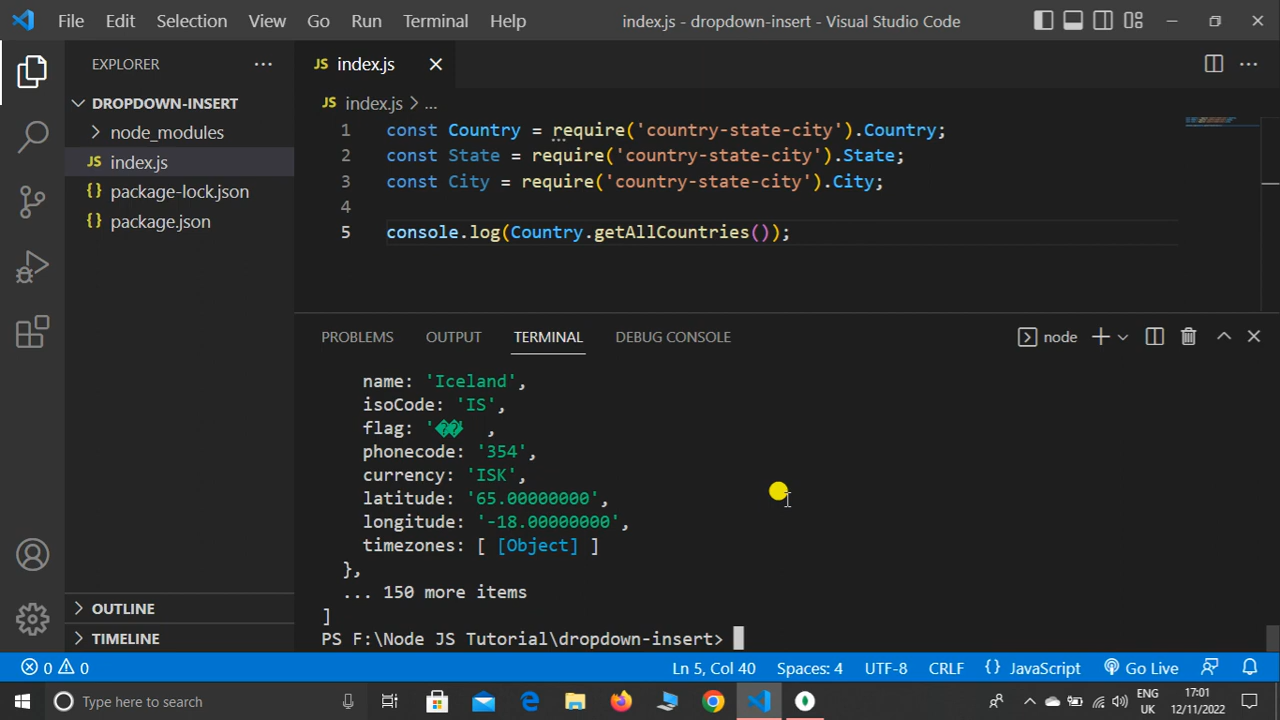 File Edit Selection View Go Run Terminal Help index.js - dropdown-insert - Visual Studio Code
EXPLORER ...
JS index.js
DROPDOWN-INSERT
node_modules
JS index.js
{} package-lock.json
{} package.json
OUTLINE
TIMELINE
JS index.js > ...
1 const Country = require('country-state-city').Country;
2 const State = require('country-state-city').State;
3 const City = require('country-state-city').City;
4
5 console.log(Country.getAllCountries());
PROBLEMS OUTPUT TERMINAL DEBUG CONSOLE node
name: 'Iceland',
isoCode: 'IS',
flag: '��  ,
phonecode: '354',
currency: 'ISK',
latitude: '65.00000000',
longitude: '-18.00000000',
timezones: [ [Object] ]
},
... 150 more items
]
PS F:\Node JS Tutorial\dropdown-insert>
0 0 Ln 5, Col 40 Spaces: 4 UTF-8 CRLF {} JavaScript Go Live
Type here to search
ENG
UK
17:01
12/11/2022